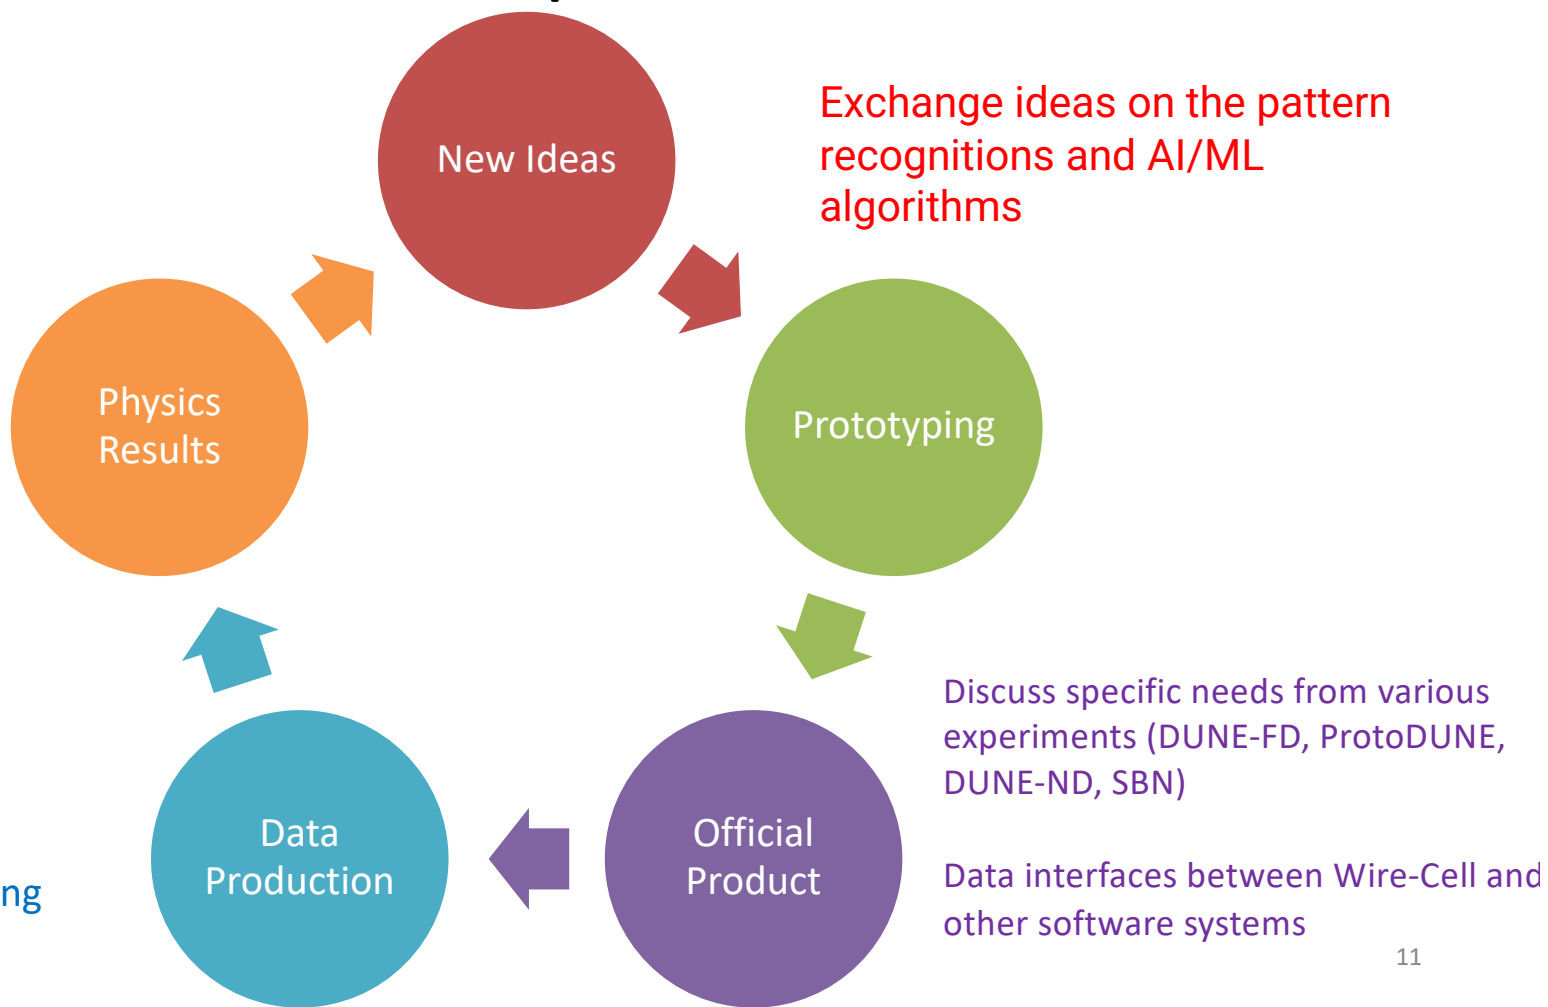 New Ideas
Exchange ideas on the pattern
recognitions and AI/ML
algorithms
Physics
Results
Prototyping
Discuss specific needs from various
experiments (DUNE-FD, ProtoDUNE,
DUNE-ND, SBN)
Official
Product
Data interfaces between Wire-Cell and
other software systems
Data
Production
ng
11